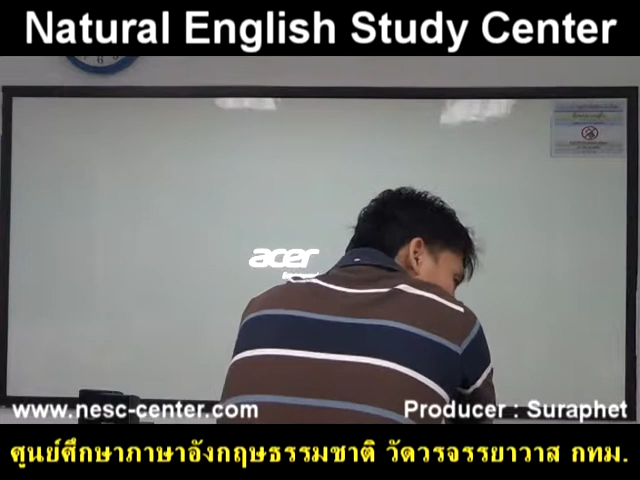 Natural English Study Center
acer
www.nesc-center.com
Producer : Suraphet
ศูนย์ศึกษาภาษาอังกฤษธรรมชาติ วัดวรจรรยาวาส กทม.